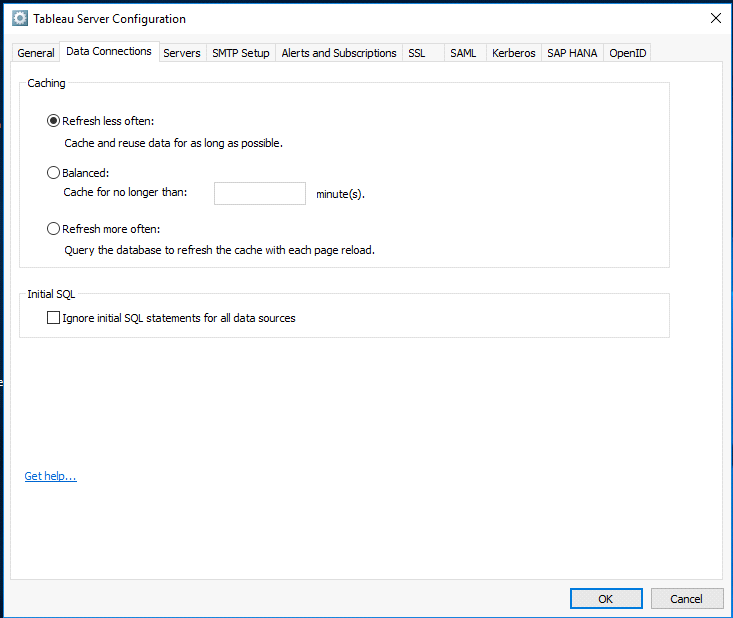 Tableau Server Configuration
General Data Connections Servers SMTP Setup Alerts and Subscriptions SSL SAML Kerberos SAP HANA OpenID
Caching
Refresh less often:
Cache and reuse data for as long as possible.
Balanced:
Cache for no longer than: minute(s).
Refresh more often:
Query the database to refresh the cache with each page reload.
Initial SQL
Ignore initial SQL statements for all data sources
Get help...
OK Cancel